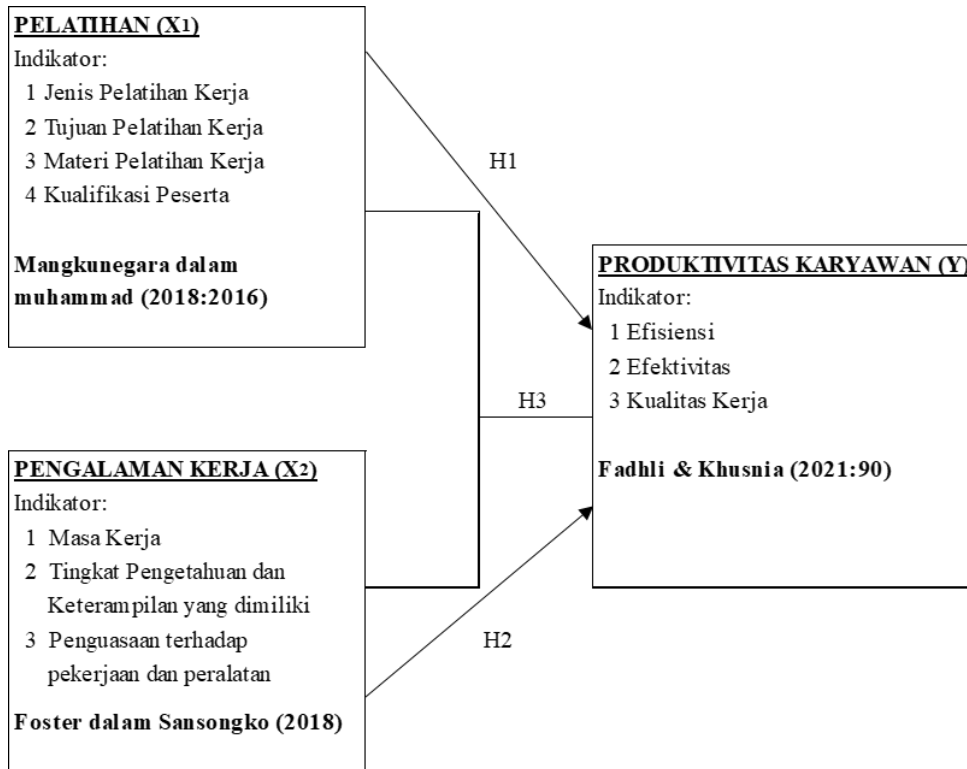 PELATIHAN (X1)
Indikator:
1 Jenis Pelatihan Kerja
2 Tujuan Pelatihan Kerja
3 Materi Pelatihan Kerja
4 Kualifikasi Peserta
Mangkunegara dalam
muhammad (2018:2016)
H1
PRODUKTIVITAS KARYAWAN (Y)
Indikator:
1 Efisiensi
2 Efektivitas
3 Kualitas Kerja
Fadhli & Khusnia (2021:90)
H3
PENGALAMAN KERJA (X2)
Indikator:
1 Masa Kerja
2 Tingkat Pengetahuan dan
Keterampilan yang dimiliki
3 Penguasaan terhadap
pekerjaan dan peralatan
Foster dalam Sansongko (2018)
H2